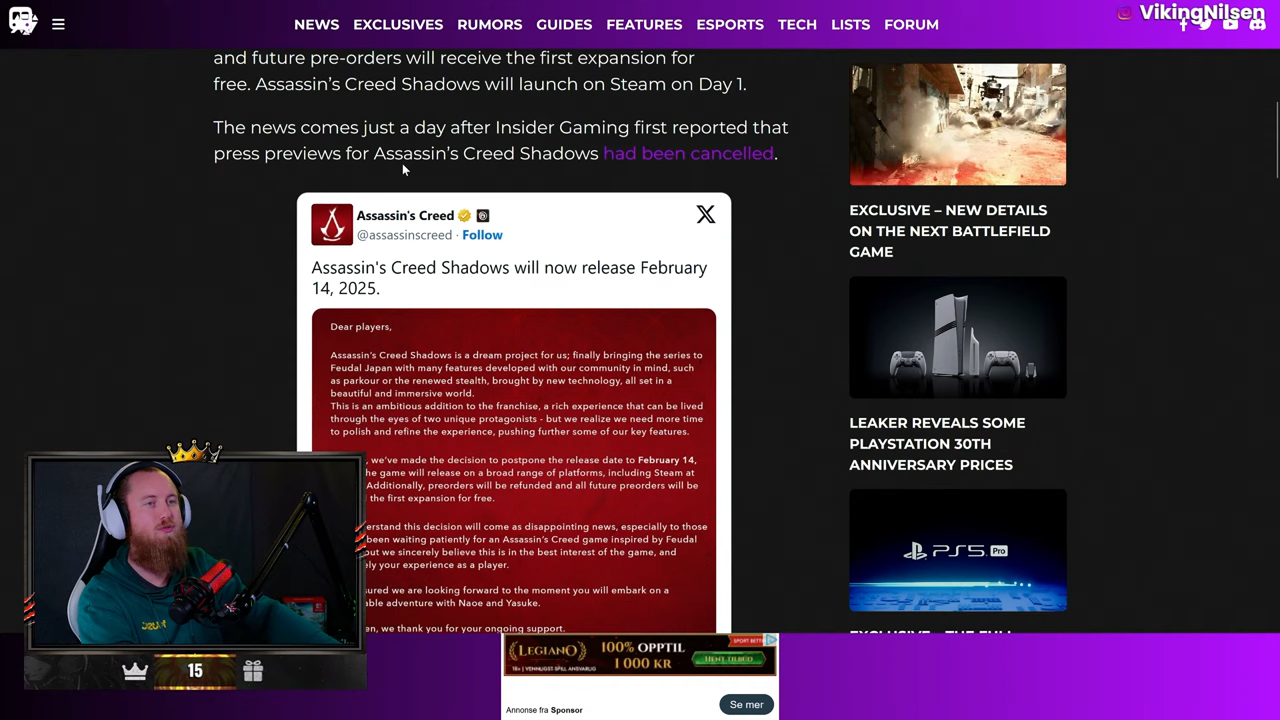 NEWS EXCLUSIVES RUMORS GUIDES FEATURES ESPORTS TECH LISTS FORUM
VikingNilsen
and future pre-orders will receive the first expansion for
free. Assassin's Creed Shadows will launch on Steam on Day 1.
The news comes just a day after Insider Gaming first reported that
press previews for Assassin's Creed Shadows had been cancelled.
Assassin's Creed
@assassinscreed · Follow
Assassin's Creed Shadows will now release February
14, 2025.
Dear players,
Assassin's Creed Shadows is a dream project for us; finally bringing the series to
Feudal Japan with many features developed with our community in mind, such
as parkour or the renewed stealth, brought by new technology, all set in a
beautiful and immersive world.
This is an ambitious addition to the franchise, a rich experience that can be lived
through the eyes of two unique protagonists - but we realize we need more time
to polish and refine the experience, pushing further some of our key features.
we've made the decision to postpone the release date to February 14,
he game will release on a broad range of platforms, including Steam at
Additionally, preorders will be refunded and all future preorders will be
the first expansion for free.
erstand this decision will come as disappointing news, especially to those
been waiting patiently for an Assassin's Creed game inspired by Feudal
out we sincerely believe this is in the best interest of the game, and
ely your experience as a player.
sured we are looking forward to the moment you will embark on a
able adventure with Naoe and Yasuke.
en, we thank you for your ongoing support.
EXCLUSIVE – NEW DETAILS
ON THE NEXT BATTLEFIELD
GAME
LEAKER REVEALS SOME
PLAYSTATION 30TH
ANNIVERSARY PRICES
PS5 Pro
EXCLUSIVE – THE FULL
15
LEGIANO
100% OPPTIL
1 000 KR
SPORT BETT
HENT TILBUD
18+ | VENNLIGST SPILL ANSVARLIG
Annonse fra Sponsor
Se mer